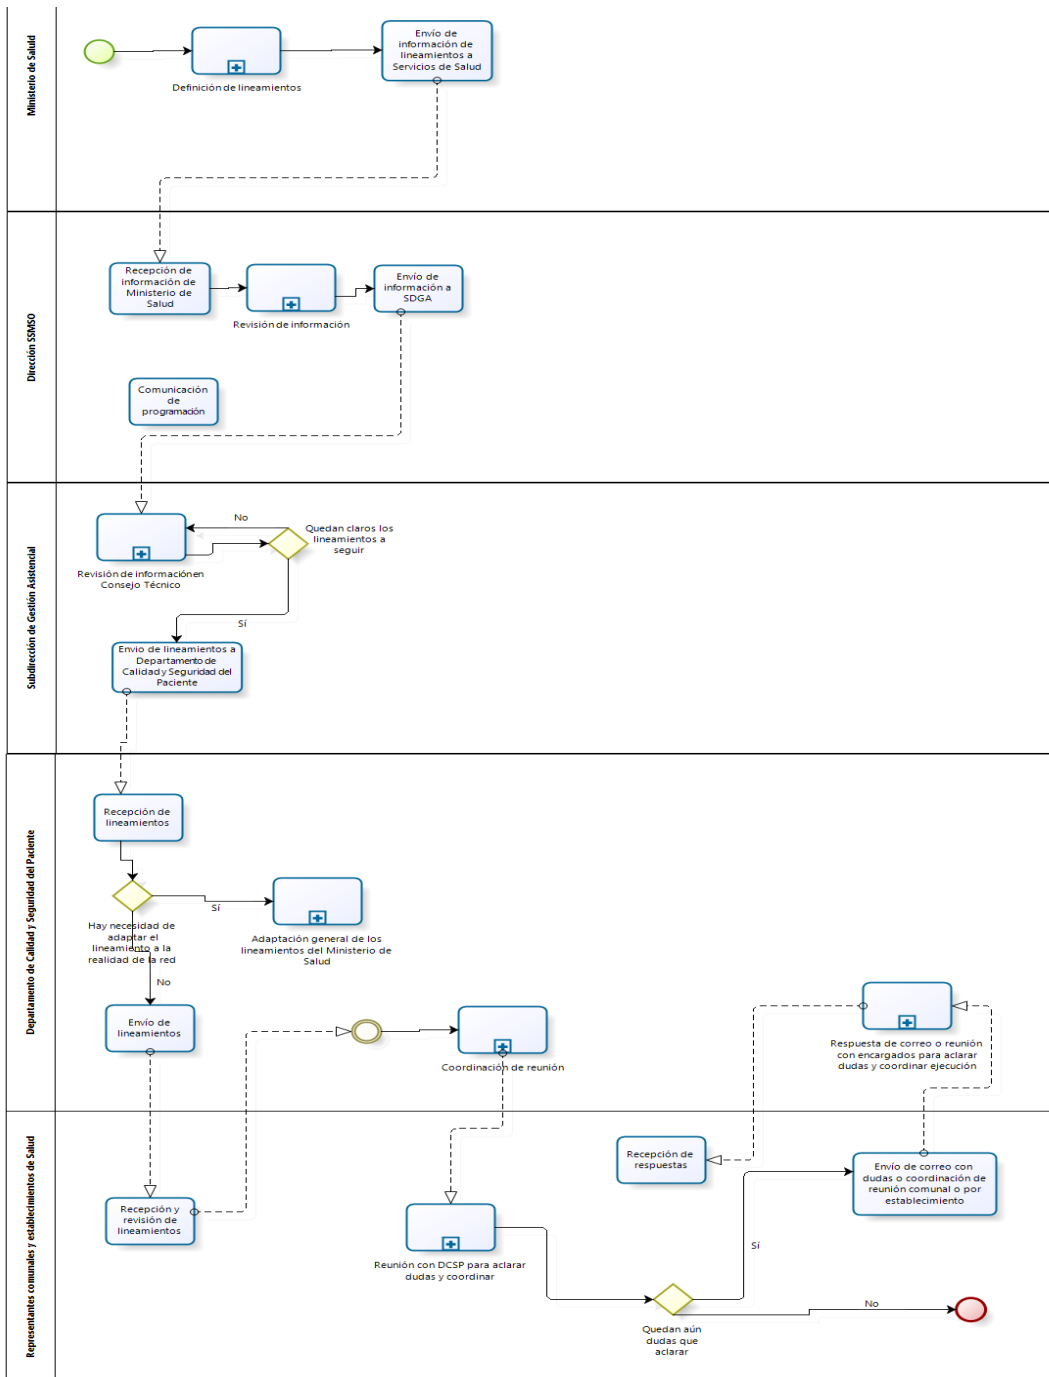 Ministerio de Saluld
Definición de lineamientos
Envío de
información de
lineamientos a
Servicios de Salud
Dirección SSMSO
Recepción de
información de
Ministerio de
Salud
Revisión de información
Envío de
información a
SDGA
Comunicación
de
programación
Subdirección de Gestión Asistencial
Revisión de informaciónen
Consejo Técnico
No
Quedan claros los
lineamientos a
seguir
Sí
Envio de lineamientos a
Departamento de
Calidad y Seguridad del
Paciente
Departamento de Calidad y Seguridad del Paciente
Recepción de
lineamientos
Hay necesidad de
adaptar el
lineamiento a la
realidad de la red
Sí
Adaptación general de los
lineamientos del Ministerio de
Salud
No
Envío de
lineamientos
Coordinación de reunión
Respuesta de correo o reunión
con encargados para aclarar
dudas y coordinar ejecución
Representantes comunales y establecimientos de Salud
Recepción y
revisión de
lineamientos
Reunión con DCSP para aclarar
dudas y coordinar
Recepción de
respuestas
Envío de correo con
dudas o coordinación de
reunión comunal o por
establecimiento
Sí
Quedan aún
dudas que
aclarar
No